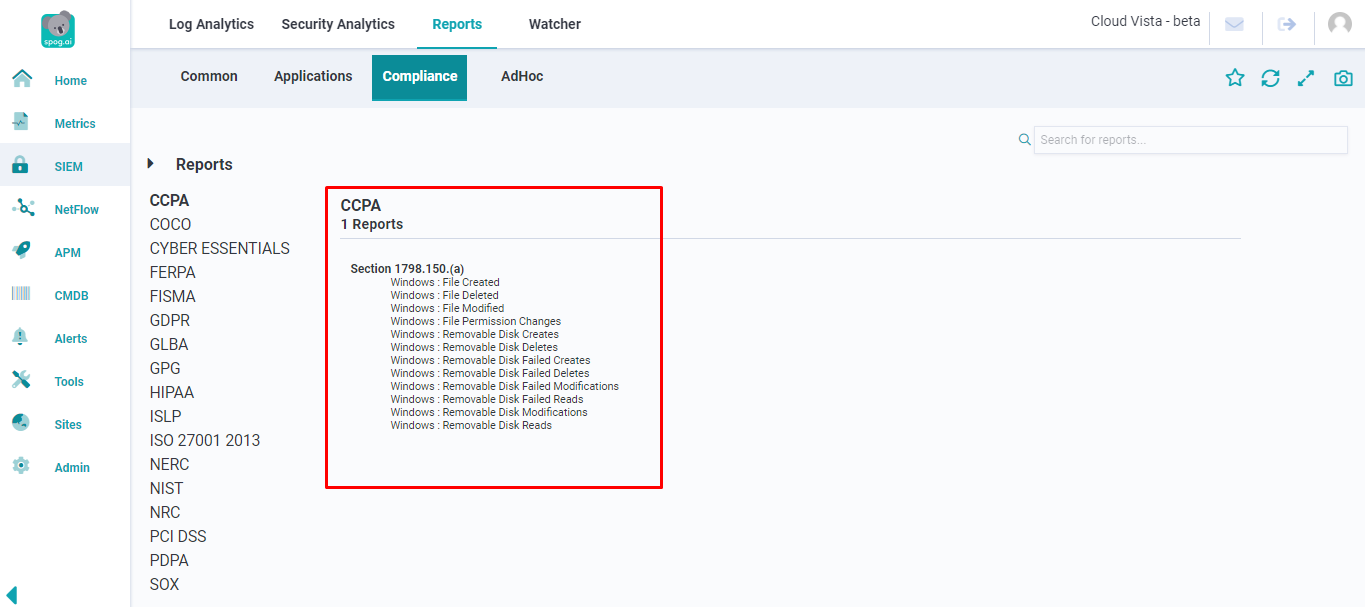 spog.ai
Log Analytics
Security Analytics
Reports
Watcher
Cloud Vista - beta
Common
Applications
Compliance
AdHoc
Home
Metrics
SIEM
NetFlow
APM
CMDB
Alerts
Tools
Sites
Admin
Search for reports...
Reports
CCPA
COCO
CYBER ESSENTIALS
FERPA
FISMA
GDPR
GLBA
GPG
HIPAA
ISLP
ISO 27001 2013
NERC
NIST
NRC
PCI DSS
PDPA
SOX
CCPA
1 Reports
Section 1798.150.(a)
Windows : File Created
Windows : File Deleted
Windows : File Modified
Windows : File Permission Changes
Windows : Removable Disk Creates
Windows : Removable Disk Deletes
Windows : Removable Disk Failed Creates
Windows : Removable Disk Failed Deletes
Windows : Removable Disk Failed Modifications
Windows : Removable Disk Failed Reads
Windows : Removable Disk Modifications
Windows : Removable Disk Reads